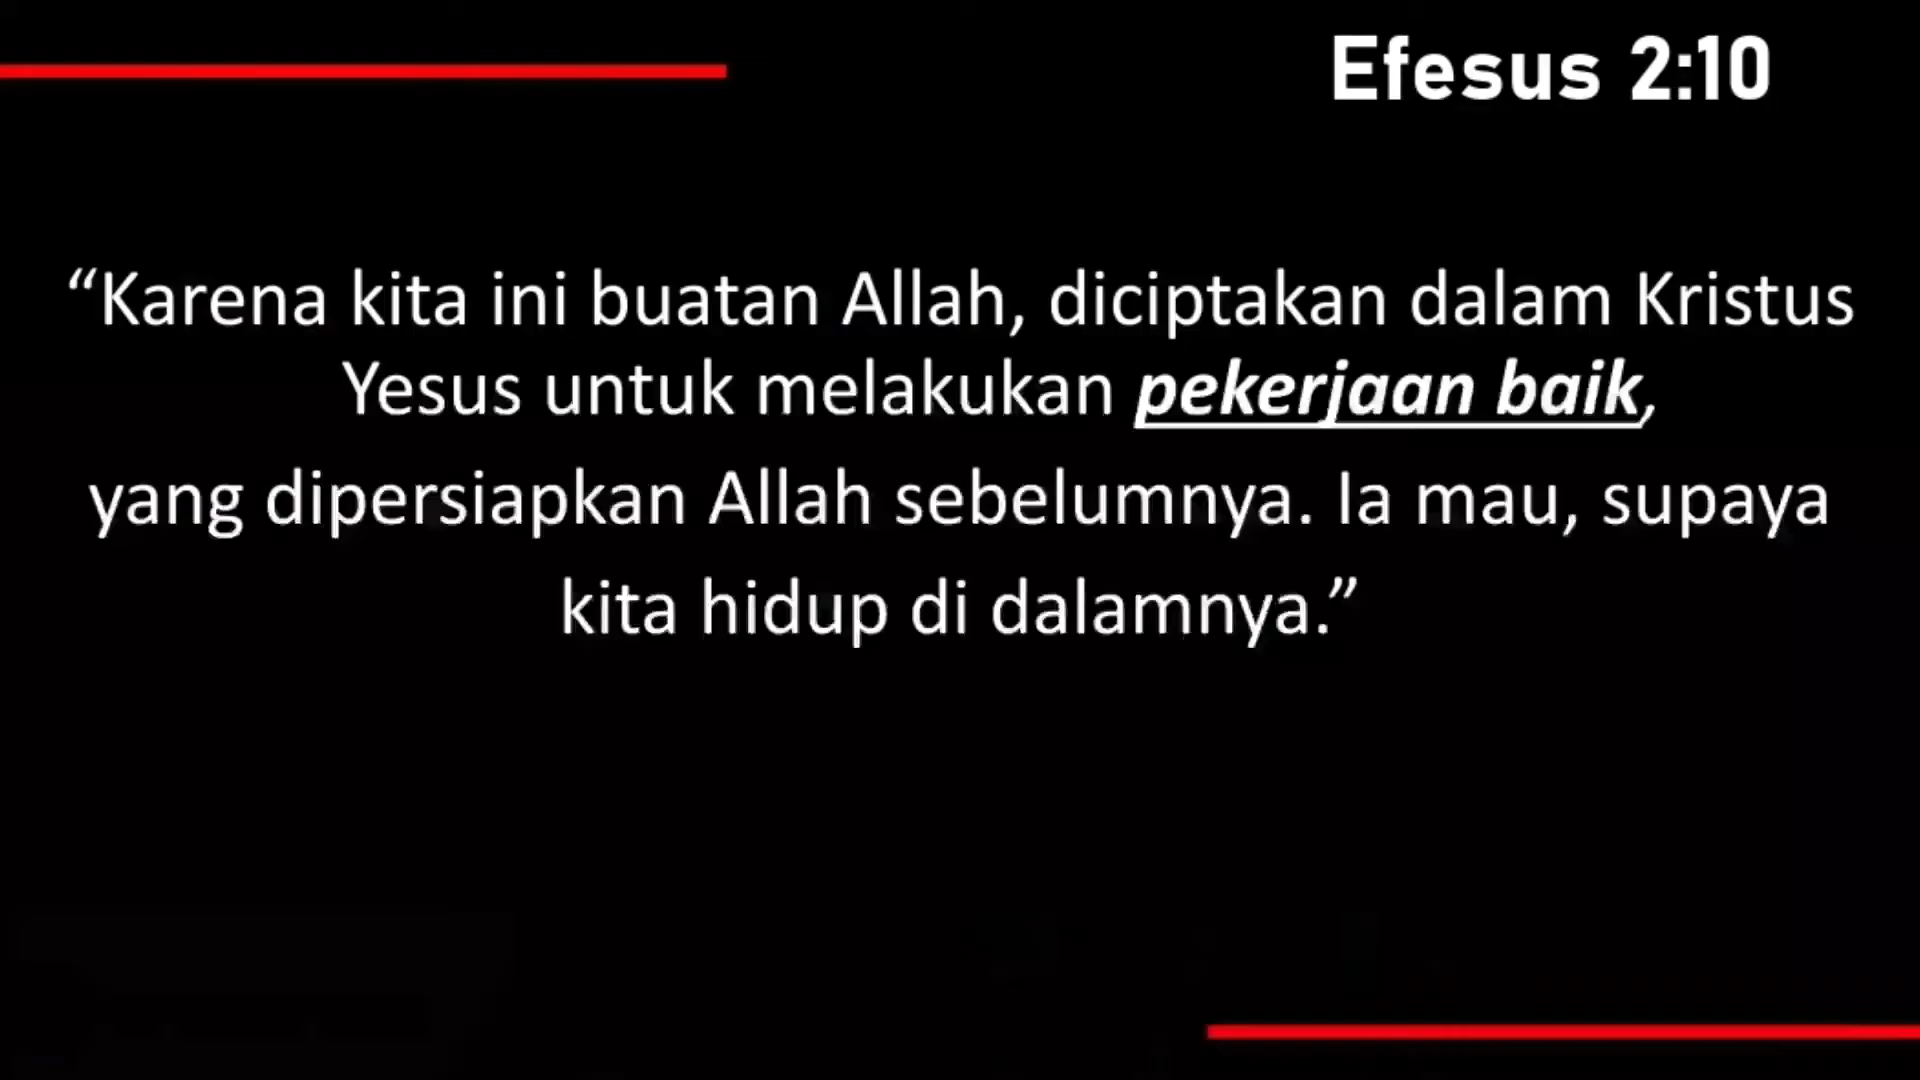 Efesus 2:10
“Karena kita ini buatan Allah, diciptakan dalam Kristus
Yesus untuk melakukan pekerjaan baik,
yang dipersiapkan Allah sebelumnya. Ia mau, supaya
kita hidup di dalamnya.”